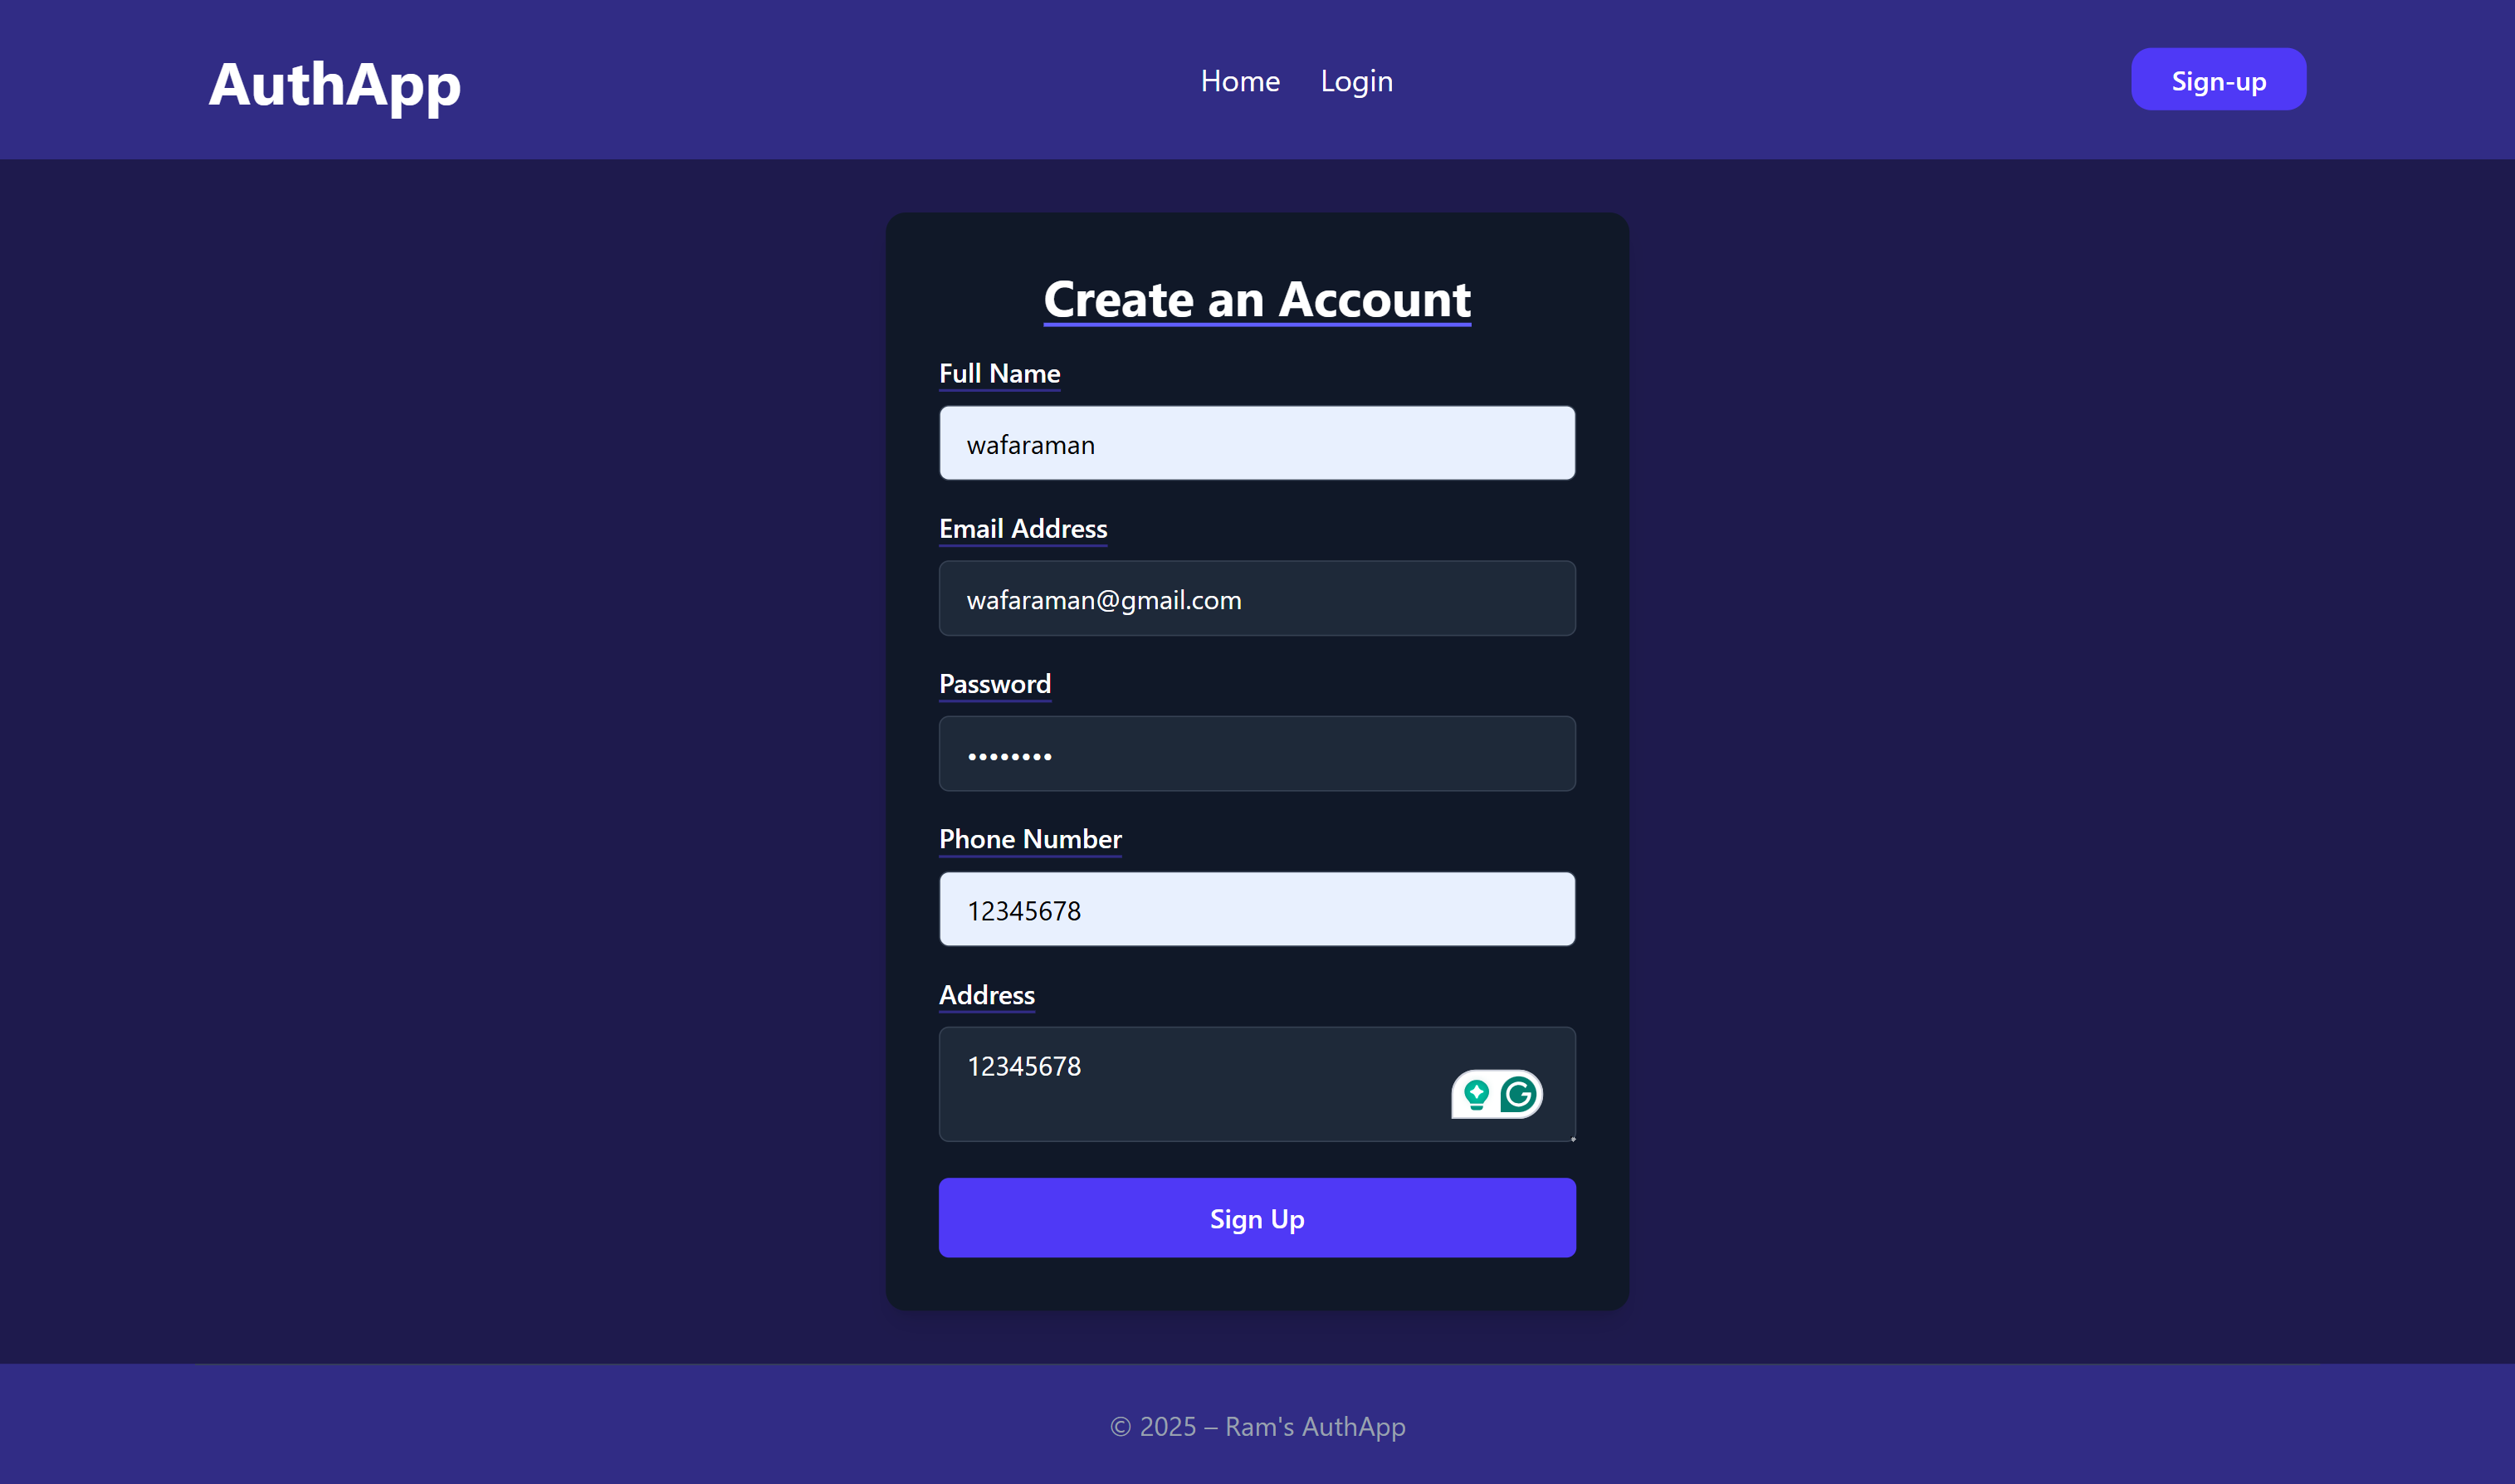 AuthApp
Home Login
Sign-up
Create an Account
Full Name
wafaraman
Email Address
wafaraman@gmail.com
Password
••••••••
Phone Number
12345678
Address
12345678
Sign Up
© 2025 – Ram's AuthApp